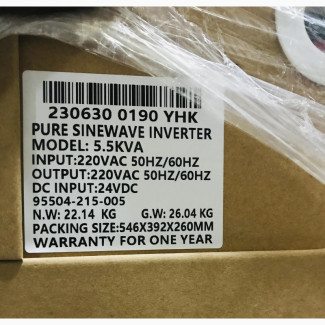 230630 0190 YHK
PURE SINEWAVE INVERTER
MODEL: 5.5KVA
INPUT:220VAC 50HZ/60HZ
OUTPUT:220VAC 50HZ/60HZ
DC INPUT:24VDC
95504-215-005
N.W: 22.14 KG G.W: 26.04 KG
PACKING SIZE:546X392X260MM
WARRANTY FOR ONE YEAR